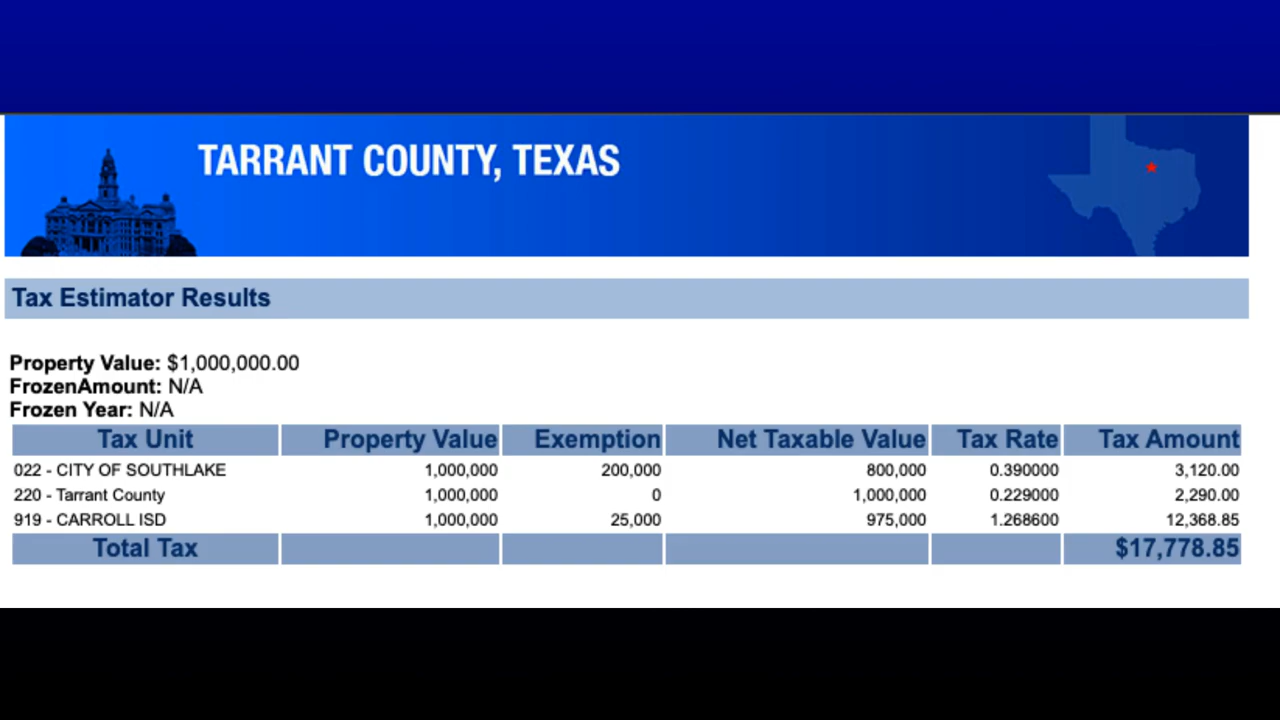 TARRANT COUNTY, TEXAS
Tax Estimator Results
Property Value: $1,000,000.00
FrozenAmount: N/A
Frozen Year: N/A
Tax Unit Property Value Exemption Net Taxable Value Tax Rate Tax Amount
022 - CITY OF SOUTHLAKE 1,000,000 200,000 800,000 0.390000 3,120.00
220 - Tarrant County 1,000,000 0 1,000,000 0.229000 2,290.00
919 - CARROLL ISD 1,000,000 25,000 975,000 1.268600 12,368.85
Total Tax $17,778.85